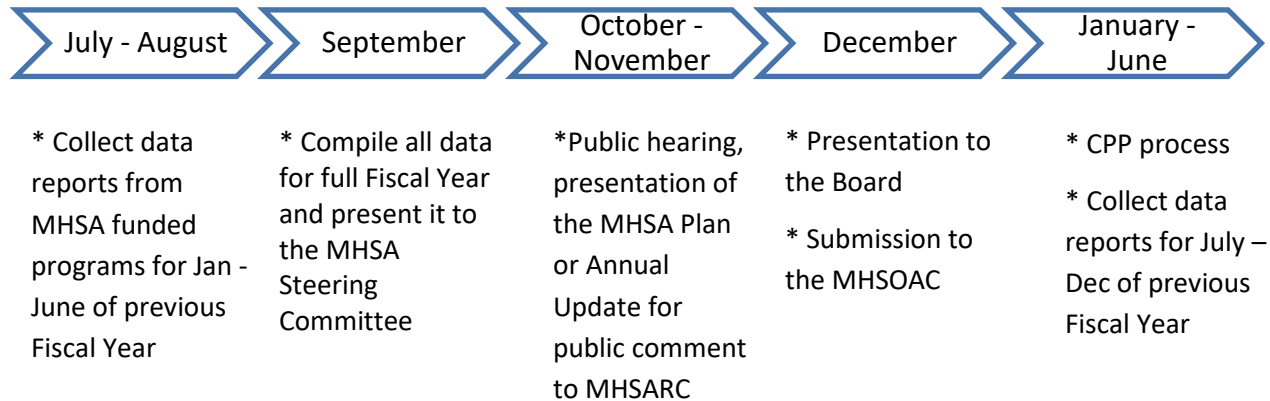 July - August
September
October -
November
December
January -
June
* Collect data
reports from
MHSA funded
programs for Jan -
June of previous
Fiscal Year
* Compile all data
for full Fiscal Year
and present it to
the MHSA
Steering
Committee
*Public hearing,
presentation of
the MHSA Plan
or Annual
Update for
public comment
to MHSARC
* Presentation to
the Board
* Submission to
the MHSOAC
* CPP process
* Collect data
reports for July –
Dec of previous
Fiscal Year